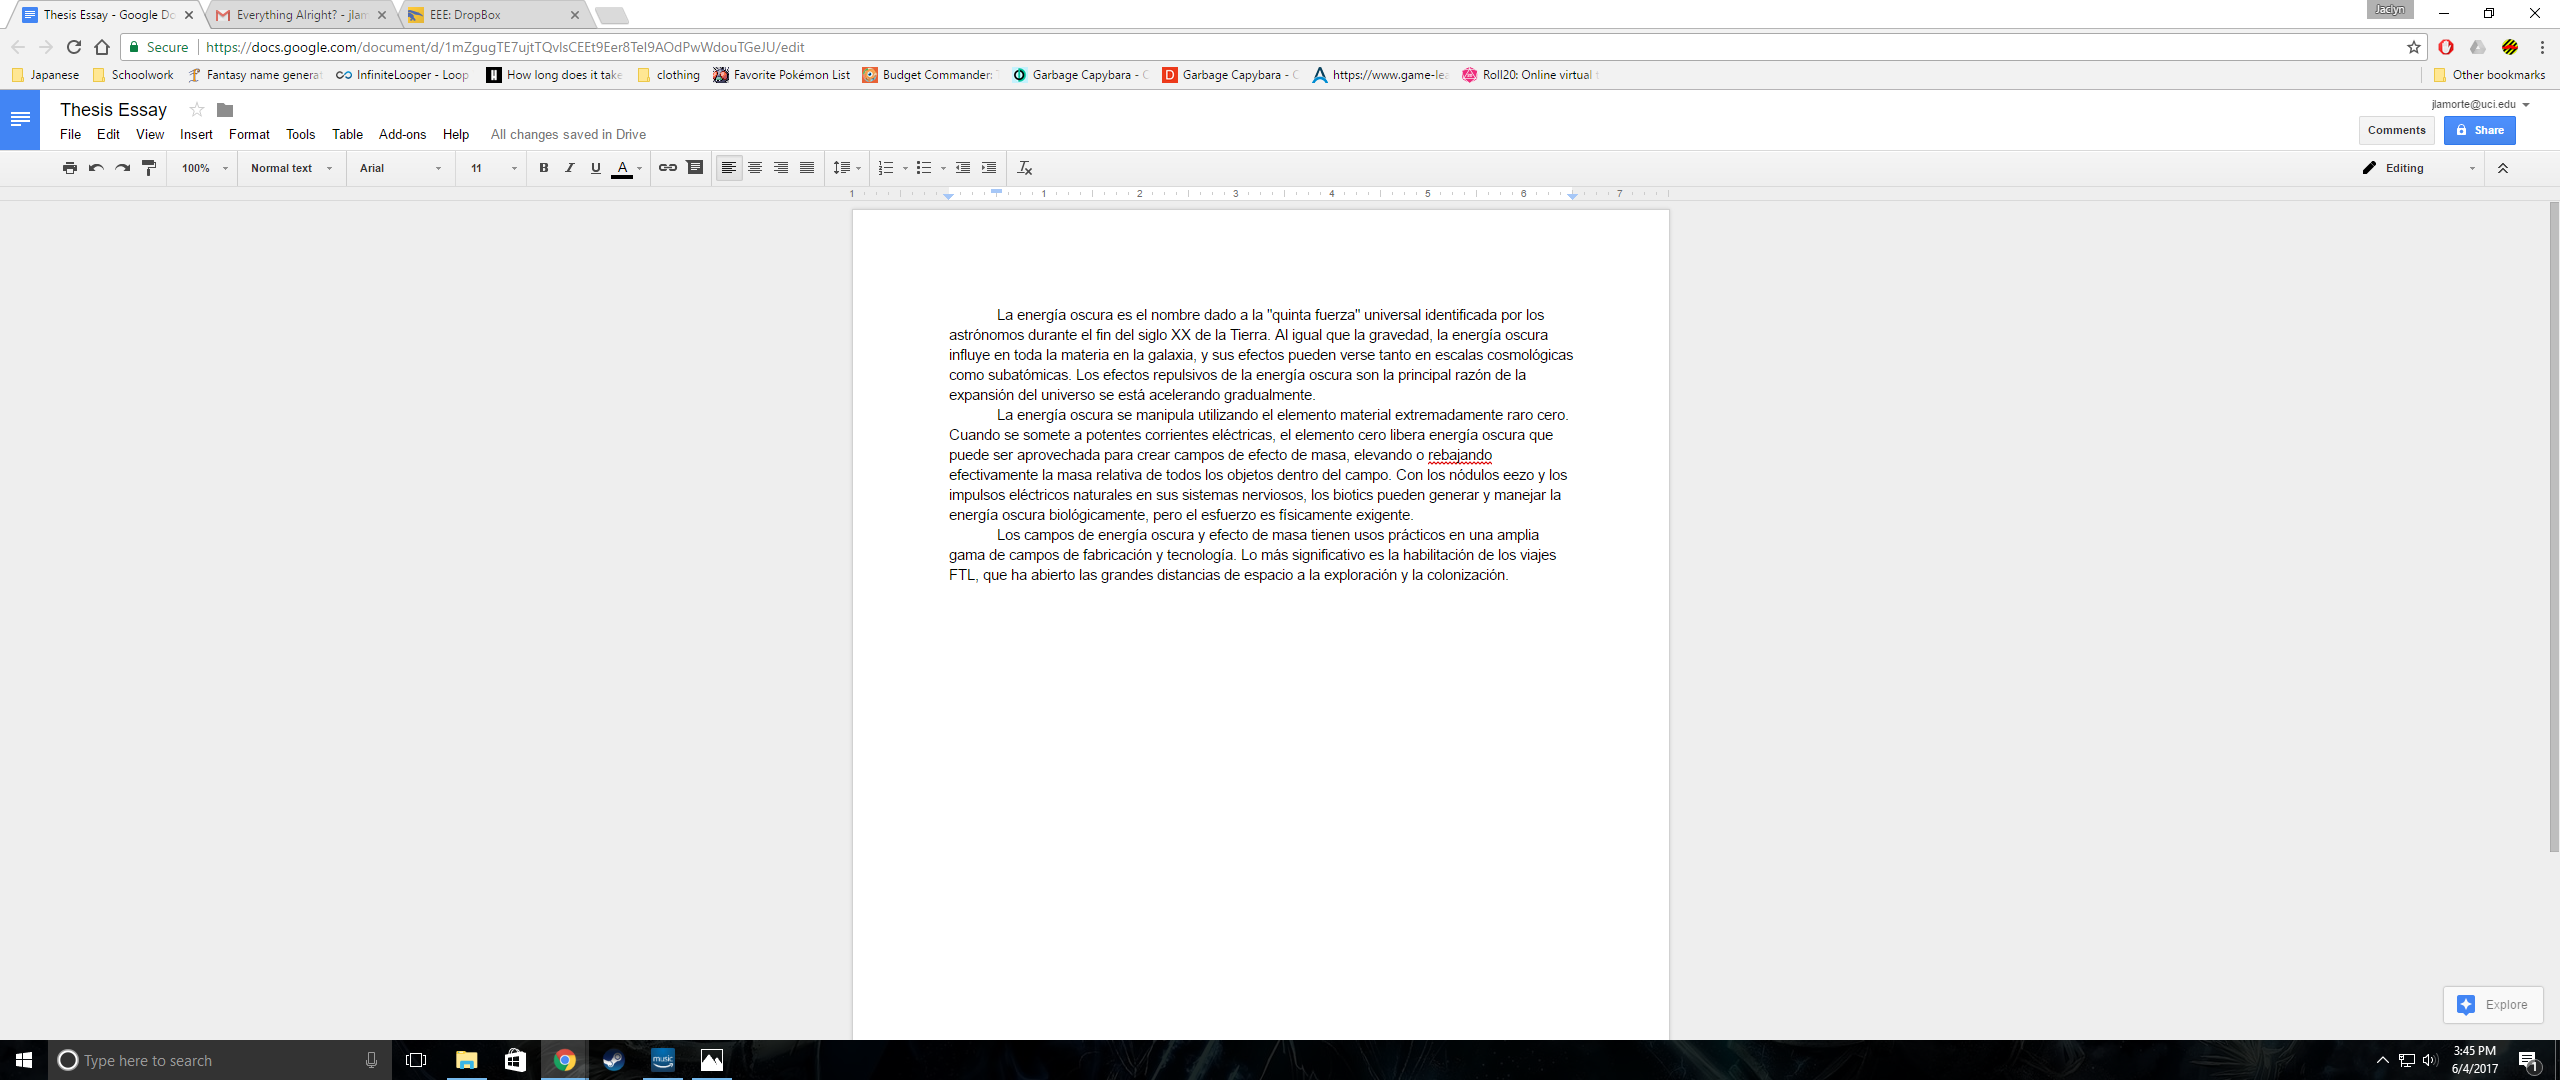 Thesis Essay - Google Do
Everything Alright? - jlam
EEE: DropBox
Jaclyn
Secure
https://docs.google.com/document/d/1mZgugTE7ujtTQvlsCEEt9Eer8Tel9AOdPwWdouTGeJU/edit
Japanese
Schoolwork
Fantasy name generat
InfiniteLooper - Loop
How long does it take
clothing
Favorite Pokémon List
Budget Commander:
Garbage Capybara - C
Garbage Capybara - C
https://www.game-lea
Roll20: Online virtual t
Other bookmarks
Thesis Essay
jlamorte@uci.edu
File Edit View Insert Format Tools Table Add-ons Help All changes saved in Drive
Comments
Share
100% Normal text Arial 11 B I U A
Editing
1 1 2 3 4 5 6 7
La energía oscura es el nombre dado a la "quinta fuerza" universal identificada por los
astrónomos durante el fin del siglo XX de la Tierra. Al igual que la gravedad, la energía oscura
influye en toda la materia en la galaxia, y sus efectos pueden verse tanto en escalas cosmológicas
como subatómicas. Los efectos repulsivos de la energía oscura son la principal razón de la
expansión del universo se está acelerando gradualmente.
La energía oscura se manipula utilizando el elemento material extremadamente raro cero.
Cuando se somete a potentes corrientes eléctricas, el elemento cero libera energía oscura que
puede ser aprovechada para crear campos de efecto de masa, elevando o rebajando
efectivamente la masa relativa de todos los objetos dentro del campo. Con los nódulos eezo y los
impulsos eléctricos naturales en sus sistemas nerviosos, los biotics pueden generar y manejar la
energía oscura biológicamente, pero el esfuerzo es físicamente exigente.
Los campos de energía oscura y efecto de masa tienen usos prácticos en una amplia
gama de campos de fabricación y tecnología. Lo más significativo es la habilitación de los viajes
FTL, que ha abierto las grandes distancias de espacio a la exploración y la colonización.
Explore
Type here to search
music
3:45 PM
6/4/2017
1